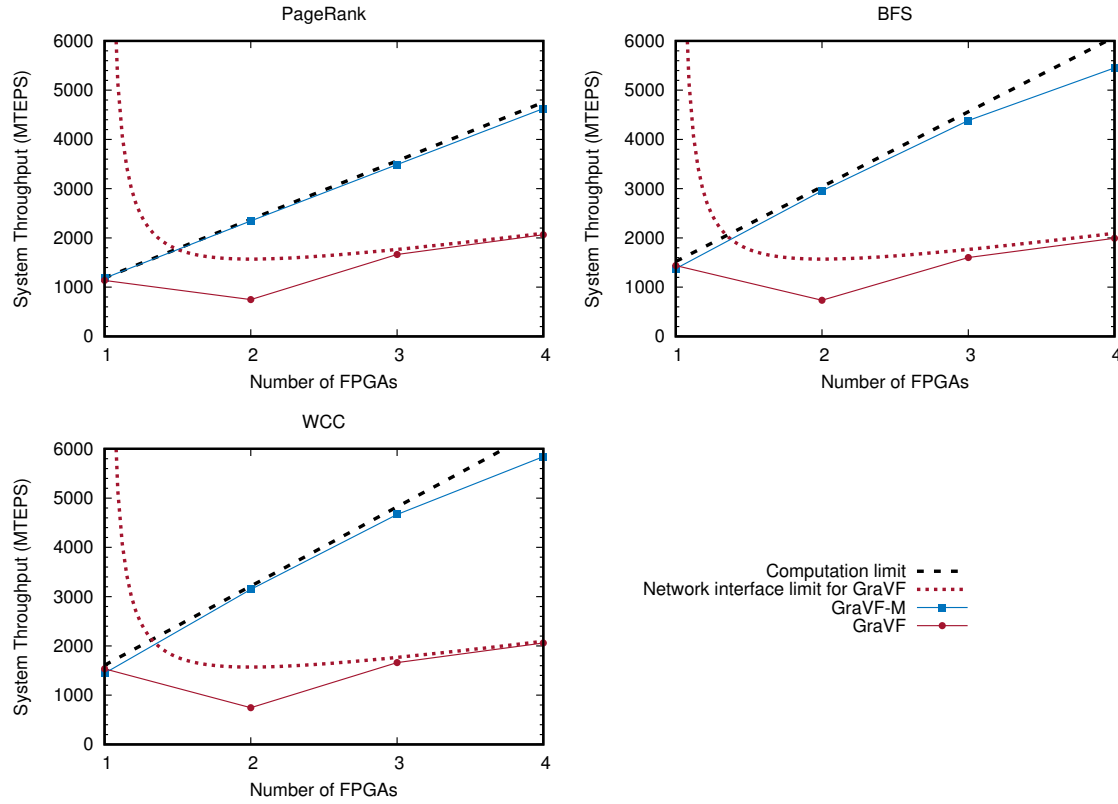 PageRank
System Throughput (MTEPS)
6000
5000
4000
3000
2000
1000
0
1 2 3 4
Number of FPGAs
BFS
System Throughput (MTEPS)
6000
5000
4000
3000
2000
1000
0
1 2 3 4
Number of FPGAs
WCC
System Throughput (MTEPS)
6000
5000
4000
3000
2000
1000
0
1 2 3 4
Number of FPGAs
Computation limit
Network interface limit for GraVF
GraVF-M
GraVF